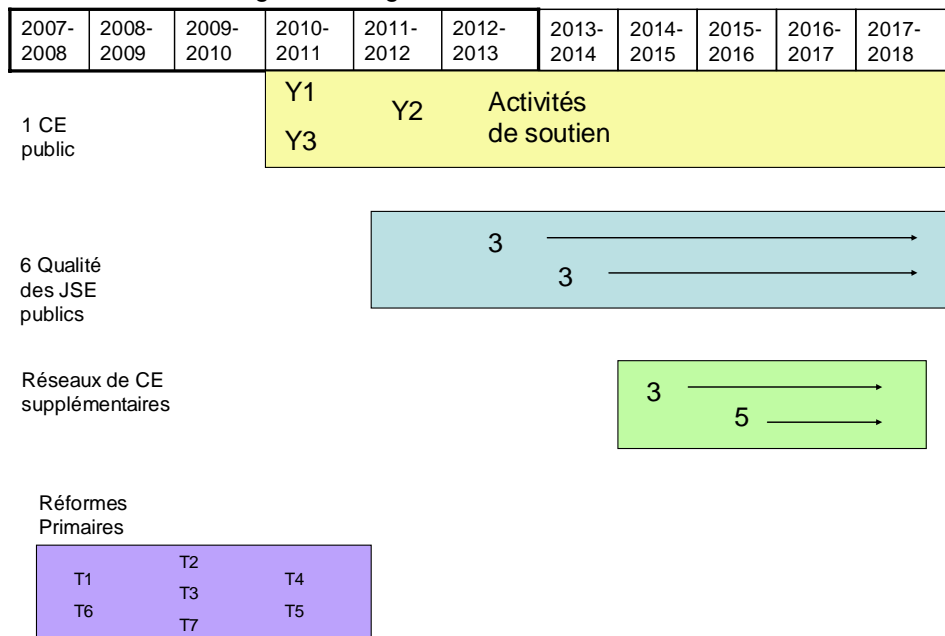 2007- 2008- 2009- 2010- 2011- 2012- 2013- 2014- 2015- 2016- 2017-
2008 2009 2010 2011 2012 2013 2014 2015 2016 2017 2018
1 CE
public
Y1
Y3
Y2
Activités
de soutien
6 Qualité
des JSE
publics
3
3
Réseaux de CE
supplémentaires
3
5
Réformes
Primaires
T2
T1 T4
T3
T6 T5
T7